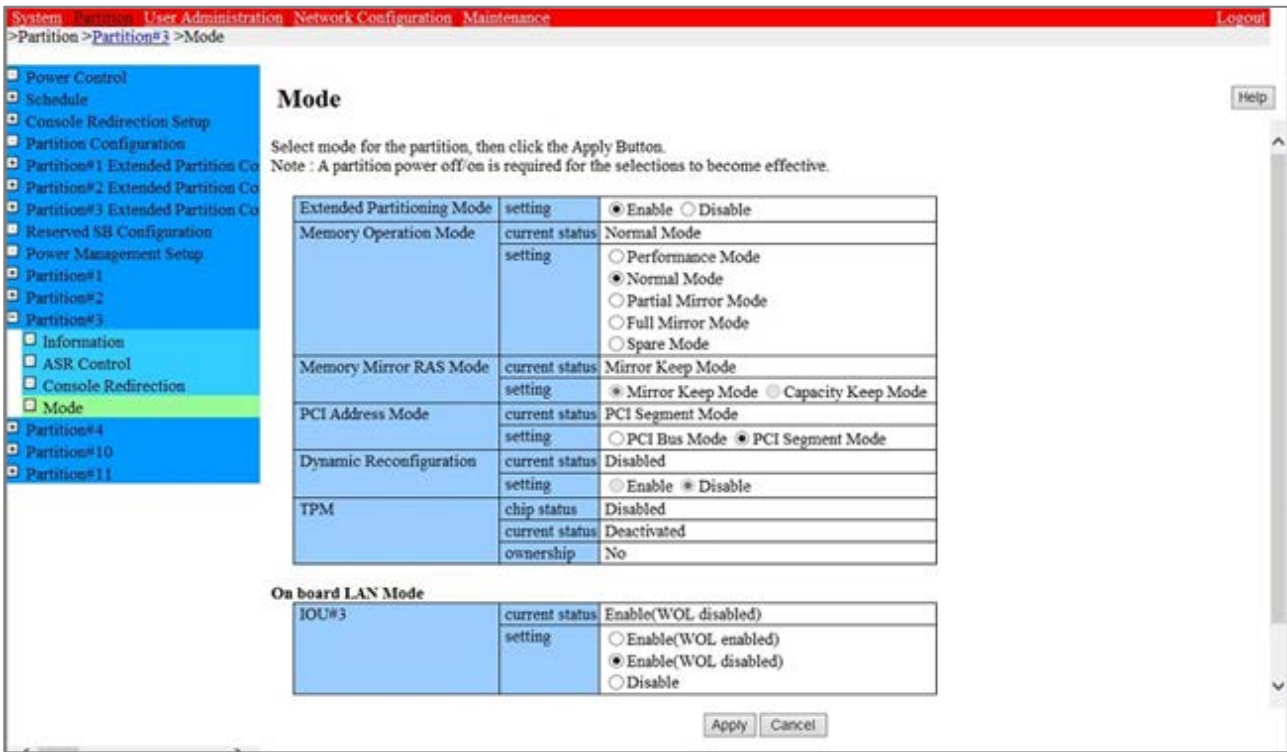 System Partition User Administration Network Configuration Maintenance Logout
>Partition >Partition#3 >Mode
Power Control
Schedule
Console Redirection Setup
Partition Configuration
Partition#1 Extended Partition Co
Partition#2 Extended Partition Co
Partition#3 Extended Partition Co
Reserved SB Configuration
Power Management Setup
Partition#1
Partition#2
Partition#3
Information
ASR Control
Console Redirection
Mode
Partition#4
Partition#10
Partition#11
Mode
Help
Select mode for the partition, then click the Apply Button.
Note : A partition power off/on is required for the selections to become effective.
Extended Partitioning Mode setting Enable Disable
Memory Operation Mode current status Normal Mode
setting Performance Mode
Normal Mode
Partial Mirror Mode
Full Mirror Mode
Spare Mode
Memory Mirror RAS Mode current status Mirror Keep Mode
setting Mirror Keep Mode Capacity Keep Mode
PCI Address Mode current status PCI Segment Mode
setting PCI Bus Mode PCI Segment Mode
Dynamic Reconfiguration current status Disabled
setting Enable Disable
TPM chip status Disabled
current status Deactivated
ownership No
On board LAN Mode
IOU#3 current status Enable(WOL disabled)
setting Enable(WOL enabled)
Enable(WOL disabled)
Disable
Apply Cancel